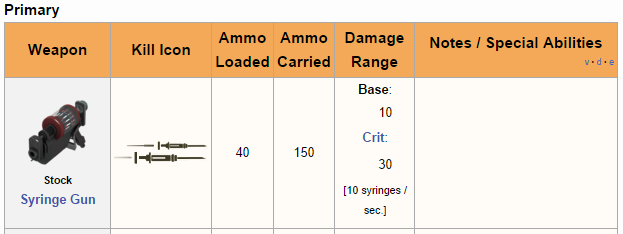 Primary
Weapon
Kill Icon
Ammo Loaded
Ammo Carried
Damage Range
Notes / Special Abilities
v · d · e
Stock
Syringe Gun
40
150
Base:
10
Crit:
30
[10 syringes /
sec.]